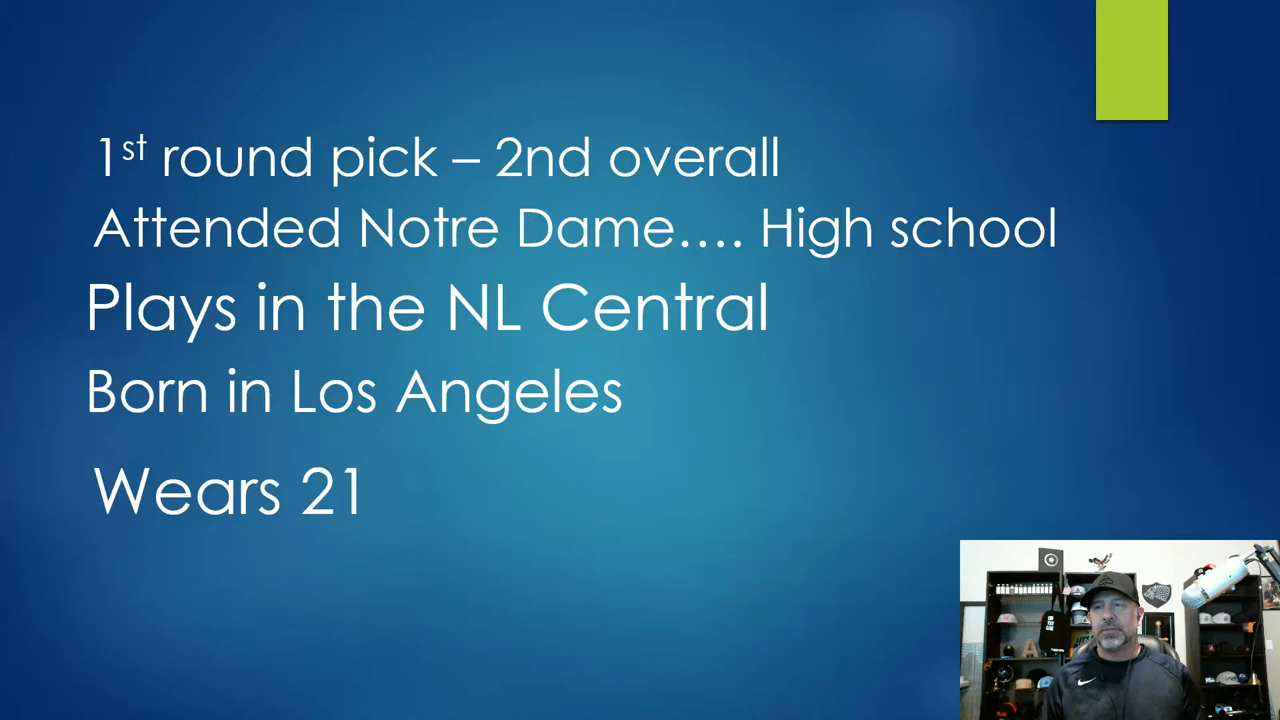 1st round pick – 2nd overall
Attended Notre Dame…. High school
Plays in the NL Central
Born in Los Angeles
Wears 21